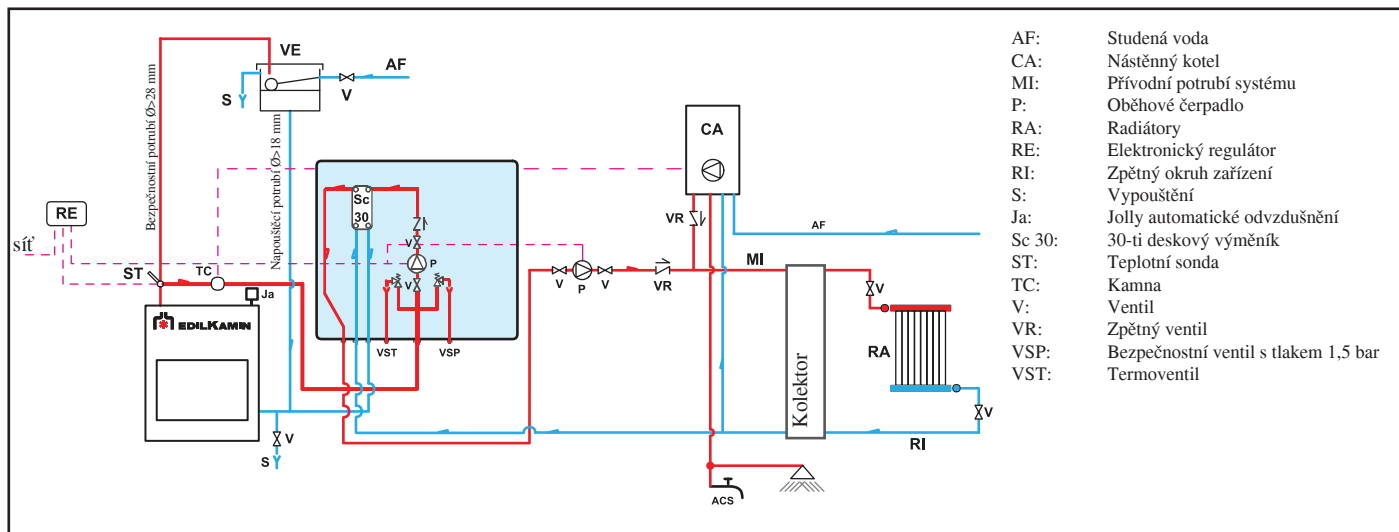 VE
AF
S
V
Bezpečnostní potrubí Ø>28 mm
Napouštěcí potrubí Ø>18 mm
RE
síť
ST
TC
Ja
EDILKAMIN
V
S
Sc
30
V
P
V
VST
VSP
CA
VR
AF
V
P
V
VR
MI
Kolektor
V
RA
V
RI
ACS
AF: Studená voda
CA: Nástěnný kotel
MI: Přívodní potrubí systému
P: Oběhové čerpadlo
RA: Radiátory
RE: Elektronický regulátor
RI: Zpětný okruh zařízení
S: Vypouštění
Ja: Jolly automatické odvzdušnění
Sc 30: 30-ti deskový výměník
ST: Teplotní sonda
TC: Kamna
V: Ventil
VR: Zpětný ventil
VSP: Bezpečnostní ventil s tlakem 1,5 bar
VST: Termoventil